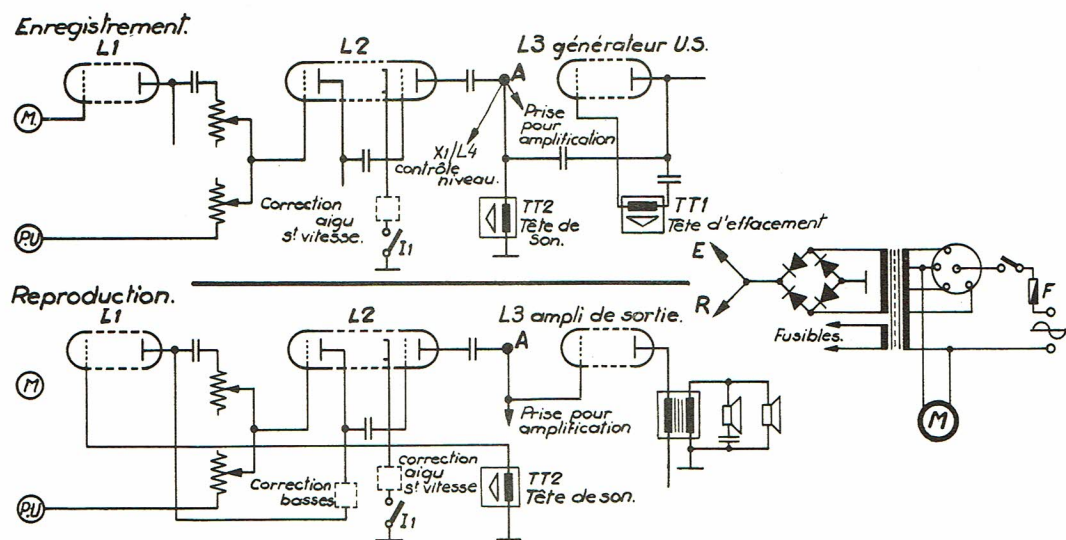 Enregistrement.
L1
L2
L3 générateur U.S.
M.
A
Prise
pour
amplification
X1/L4
contrôle
niveau.
Correction
aigu
st vitesse.
I1
TT2
Tête de
son.
TT1
Tête d'effacement
P.U
E
R
Fusibles.
F
M
Reproduction.
L1
L2
L3 ampli de sortie.
A
M
Prise pour
amplification
Correction
basses
correction
aigu
st vitesse
I1
TT2
Tête de son.
P.U